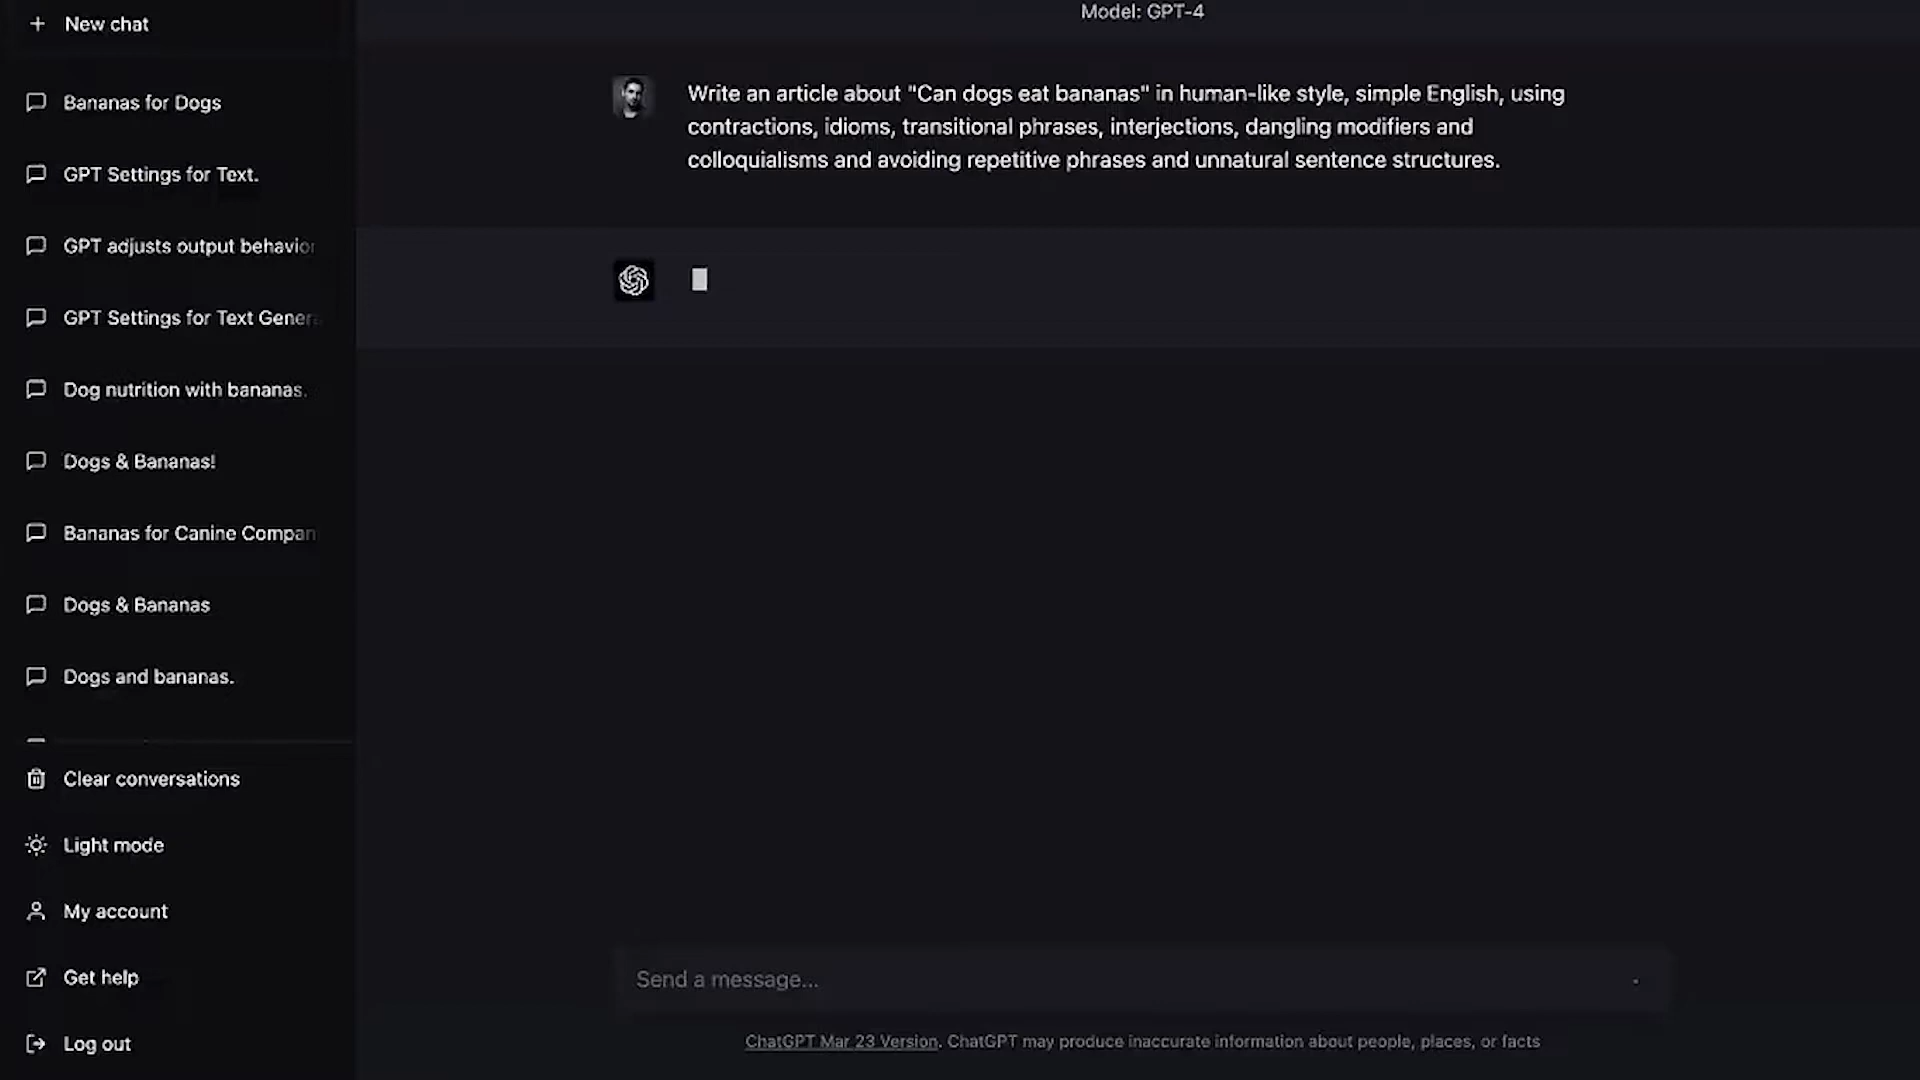 New chat
Bananas for Dogs
GPT Settings for Text.
GPT adjusts output behavior
GPT Settings for Text Gener
Dog nutrition with bananas.
Dogs & Bananas!
Bananas for Canine Compan
Dogs & Bananas
Dogs and bananas.
Clear conversations
Light mode
My account
Get help
Log out
Model: GPT-4
Write an article about "Can dogs eat bananas" in human-like style, simple English, using
contractions, idioms, transitional phrases, interjections, dangling modifiers and
colloquialisms and avoiding repetitive phrases and unnatural sentence structures.
Send a message...
ChatGPT Mar 23 Version. ChatGPT may produce inaccurate information about people, places, or facts